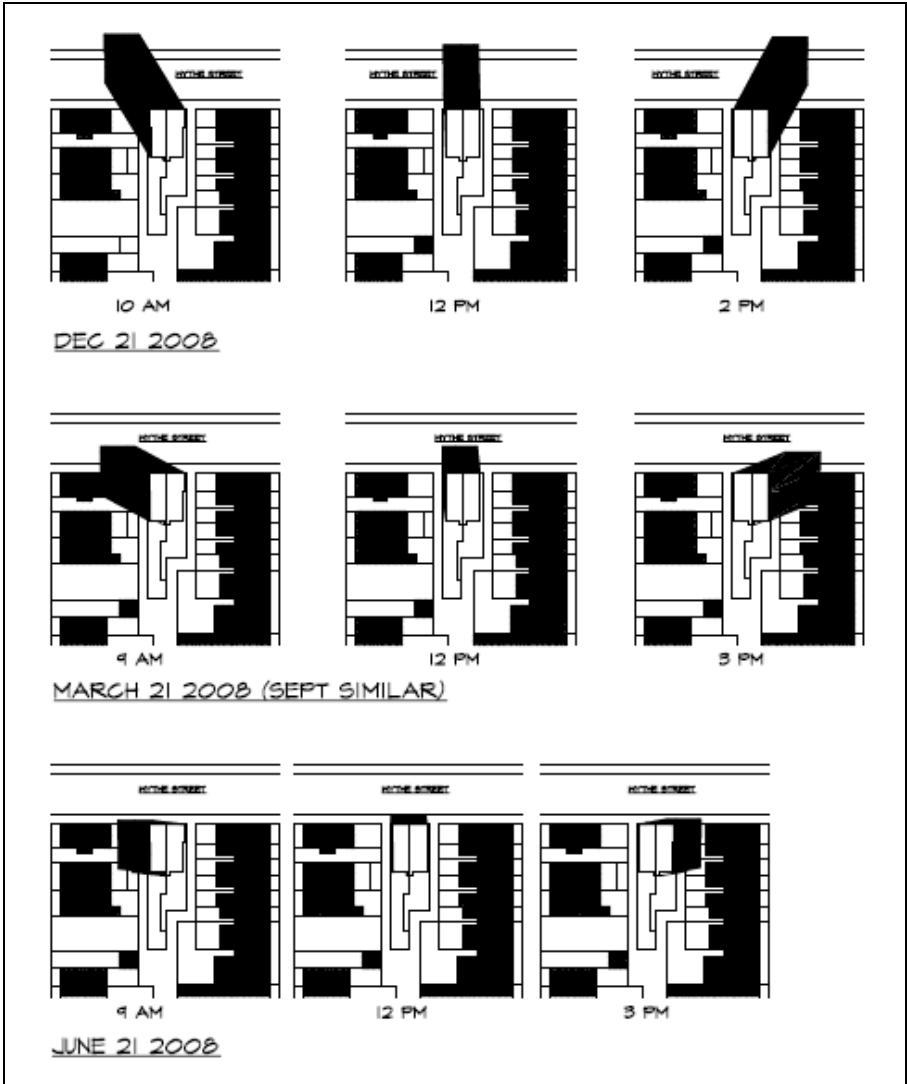 HYTHE STREET
HYTHE STREET
HYTHE STREET
10 AM
12 PM
2 PM
DEC 21 2008
HYTHE STREET
HYTHE STREET
HYTHE STREET
9 AM
12 PM
3 PM
MARCH 21 2008 (SEPT SIMILAR)
HYTHE STREET
HYTHE STREET
HYTHE STREET
9 AM
12 PM
3 PM
JUNE 21 2008